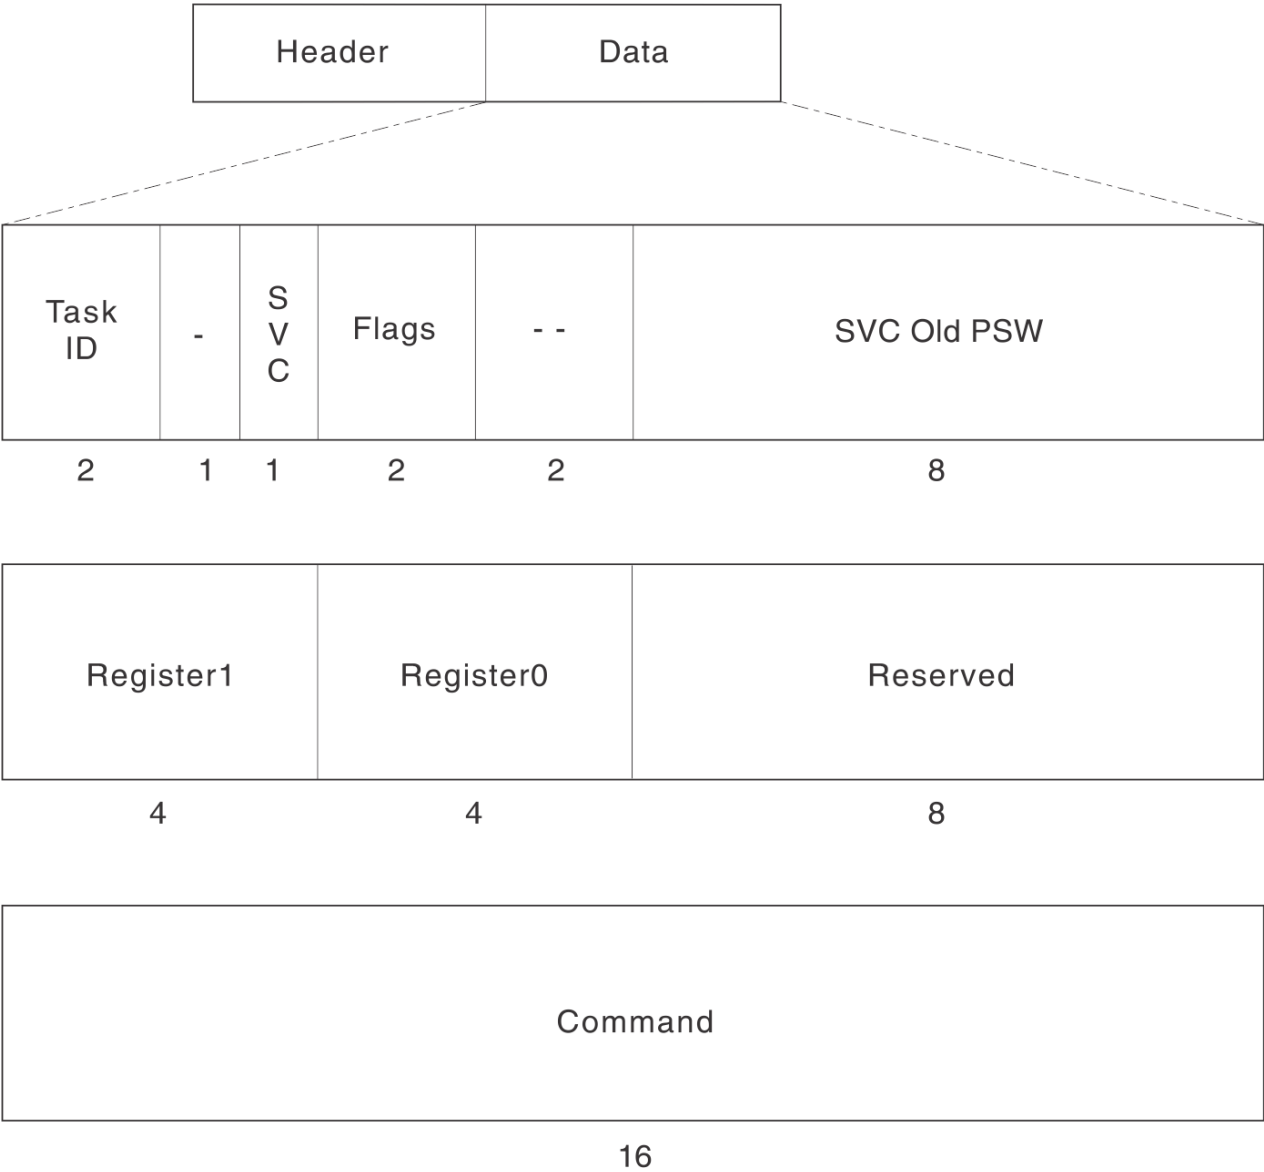 Header Data
Task
ID
-
S
V
C
Flags
- -
SVC Old PSW
2 1 1 2 2 8
Register1 Register0 Reserved
4 4 8
Command
16